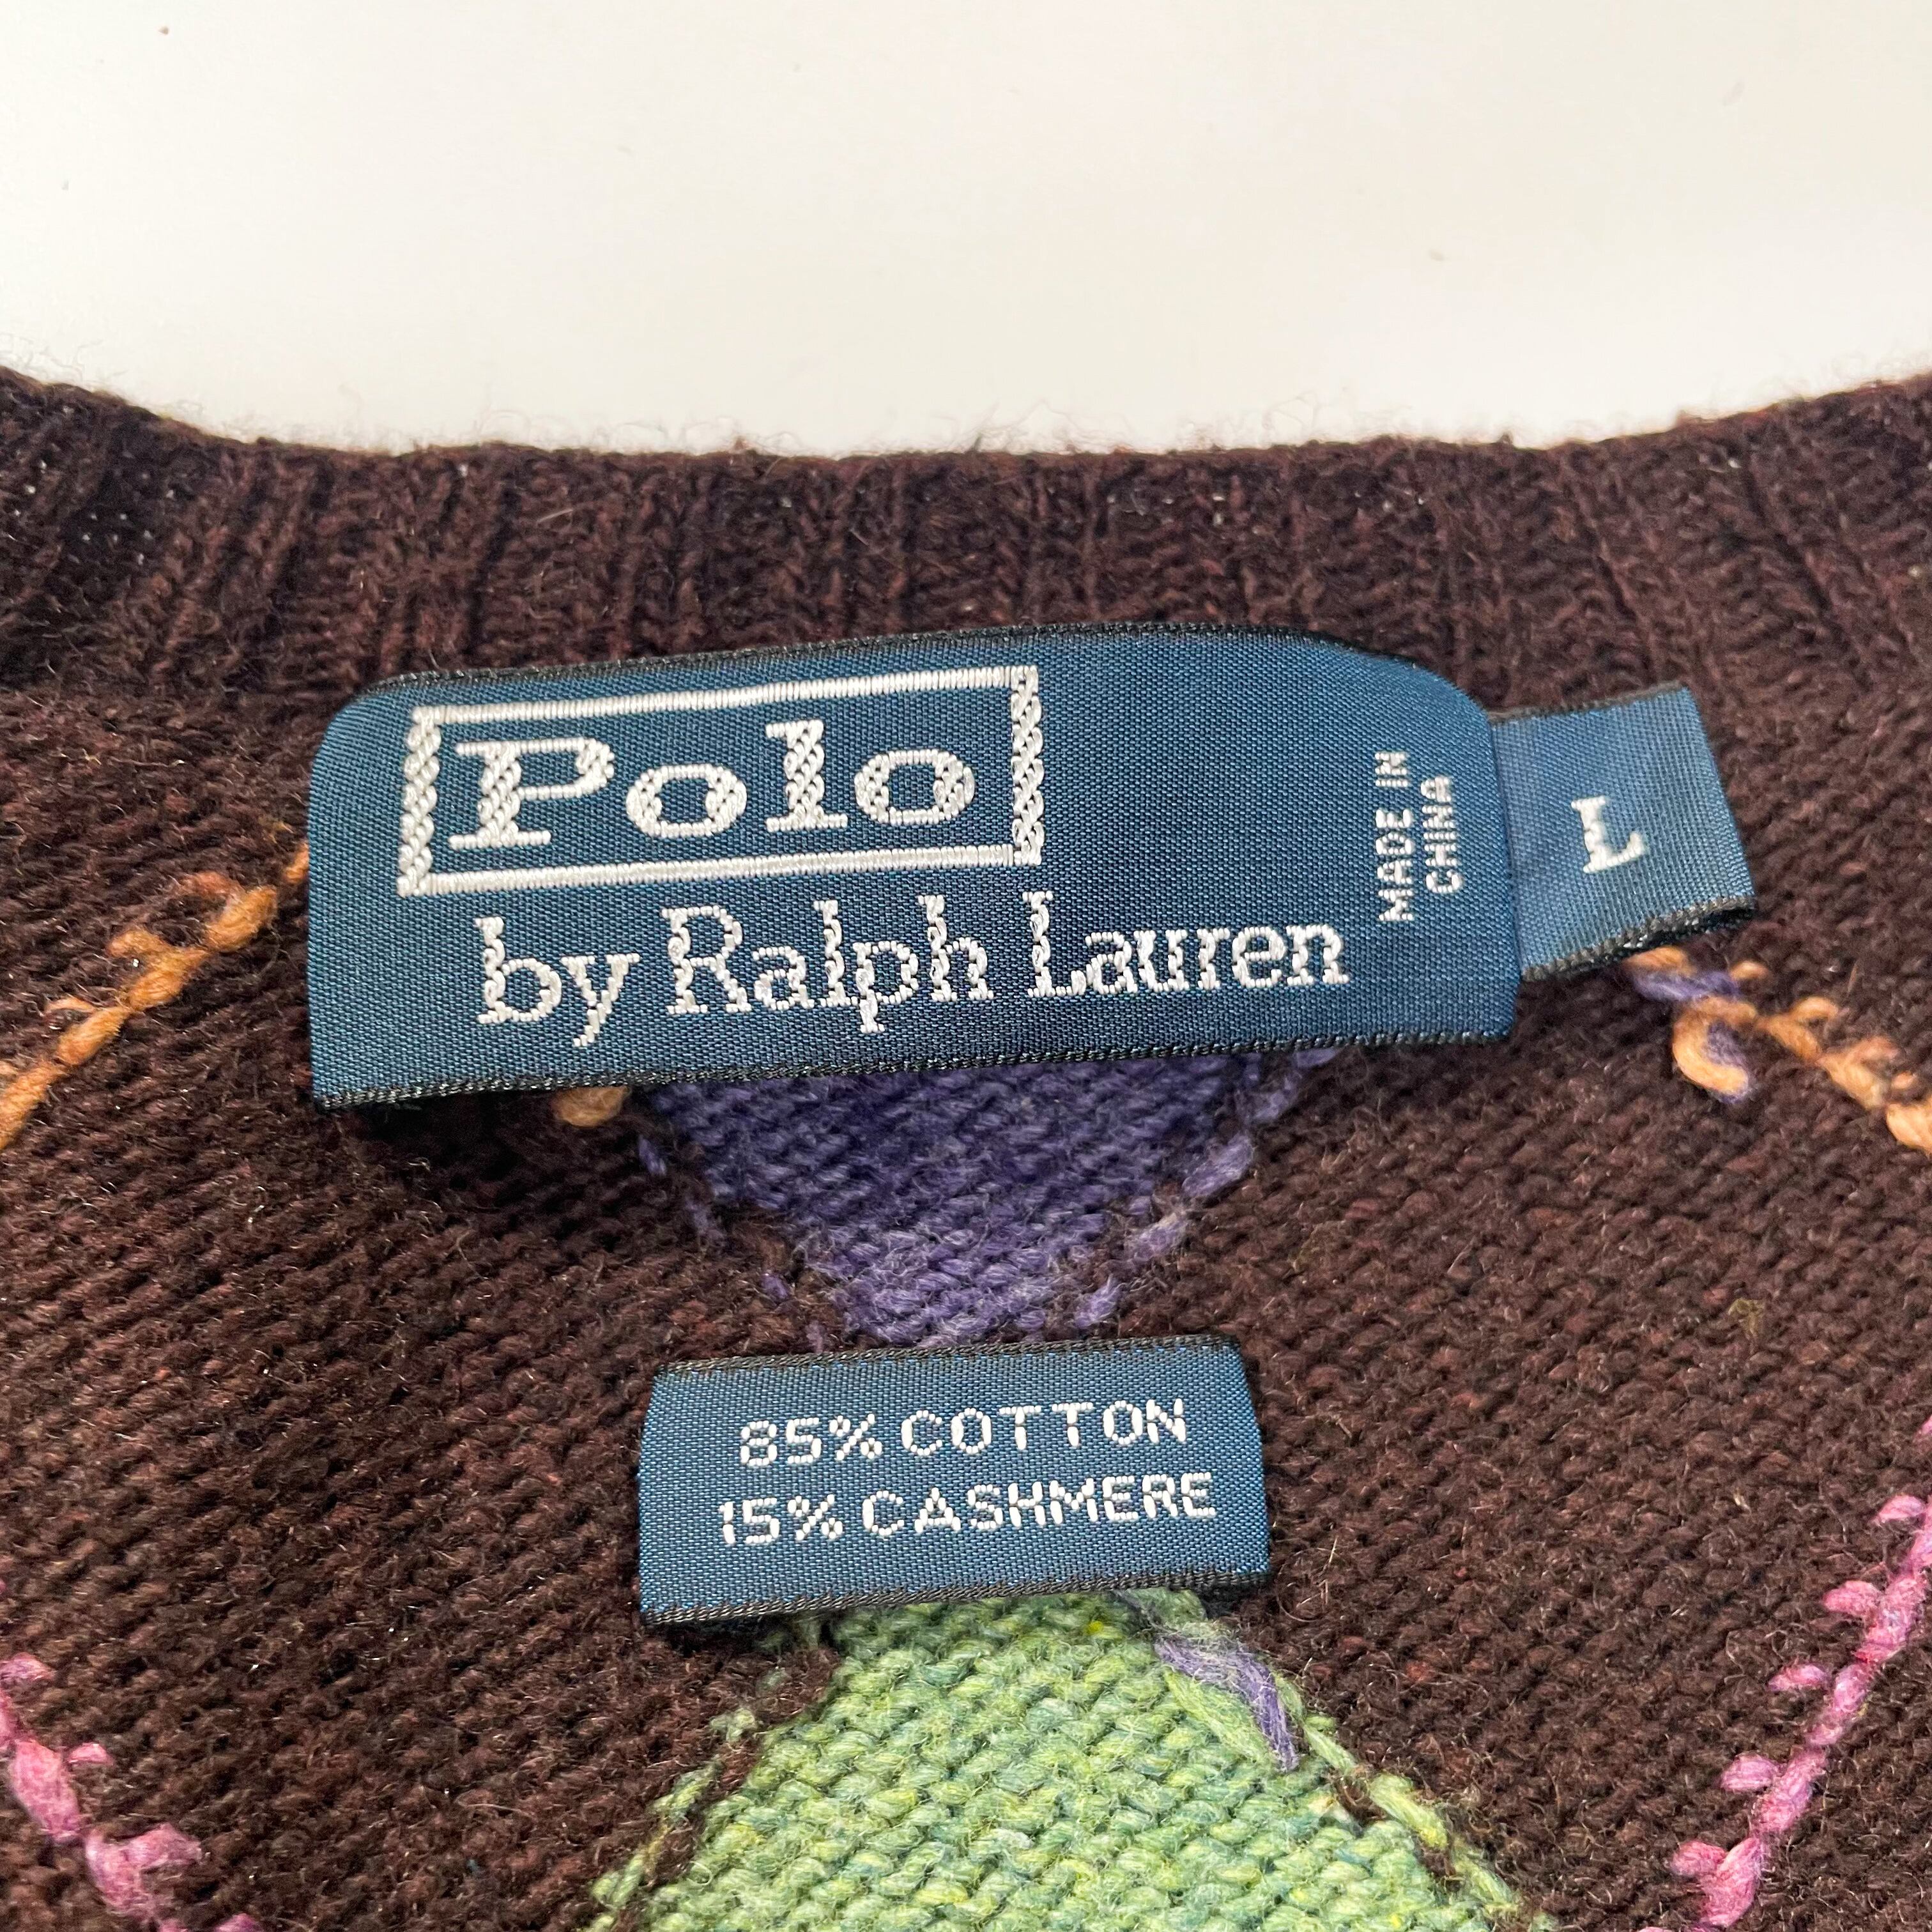 Polo
by Ralph Lauren
MADE IN
CHINA
L
85% COTTON
15% CASHMERE